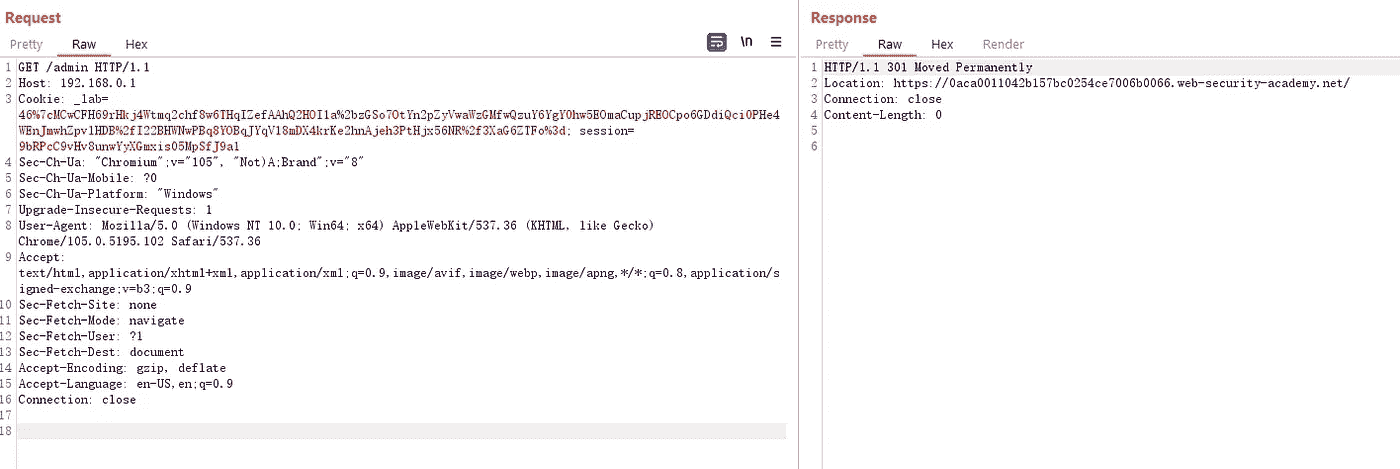 Request
Pretty Raw Hex
\n
1 GET /admin HTTP/1.1
2 Host: 192.168.0.1
3 Cookie: _lab=
46%7cMCwCFH69rHkj4Wtmq2chf8w6THqIZefAAhQ2HOI1a%2bzGSo7OtYn2pZyVwaWzGMfwQzuY6YgY0hw5EOmaCupjREOCpo6GDdiQci0PHe4
WEnJmwhZpv1HDB%2fI22BHWNwPBq8YOBqJYqV18mDX4krKe2hnAjeh3PtHjx56NR%2f3XaG6ZTFo%3d; session=
9bRPcC9vHv8unwYyXGmxis05MpSfJ9al
4 Sec-Ch-Ua: "Chromium";v="105", "Not)A;Brand";v="8"
5 Sec-Ch-Ua-Mobile: ?0
6 Sec-Ch-Ua-Platform: "Windows"
7 Upgrade-Insecure-Requests: 1
8 User-Agent: Mozilla/5.0 (Windows NT 10.0; Win64; x64) AppleWebKit/537.36 (KHTML, like Gecko)
Chrome/105.0.5195.102 Safari/537.36
9 Accept:
text/html,application/xhtml+xml,application/xml;q=0.9,image/avif,image/webp,image/apng,*/*;q=0.8,application/s
igned-exchange;v=b3;q=0.9
10 Sec-Fetch-Site: none
11 Sec-Fetch-Mode: navigate
12 Sec-Fetch-User: ?1
13 Sec-Fetch-Dest: document
14 Accept-Encoding: gzip, deflate
15 Accept-Language: en-US,en;q=0.9
16 Connection: close
17
18
Response
Pretty Raw Hex Render
1 HTTP/1.1 301 Moved Permanently
2 Location: https://0aca0011042b157bc0254ce7006b0066.web-security-academy.net/
3 Connection: close
4 Content-Length: 0
5
6